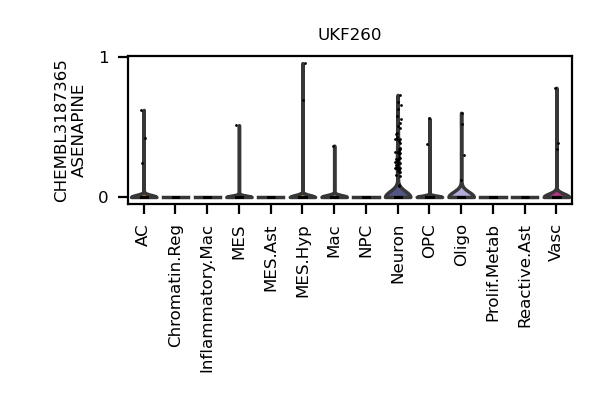 UKF260
CHEMBL3187365
ASENAPINE
1
0
AC
Chromatin.Reg
Inflammatory.Mac
MES
MES.Ast
MES.Hyp
Mac
NPC
Neuron
OPC
Oligo
Prolif.Metab
Reactive.Ast
Vasc